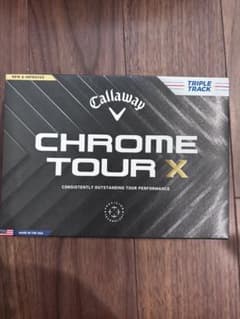 NEW & IMPROVED
TRIPLE
TRACK
Callaway
CHROME
TOUR X
CONSISTENTLY OUTSTANDING TOUR PERFORMANCE
MADE IN THE USA